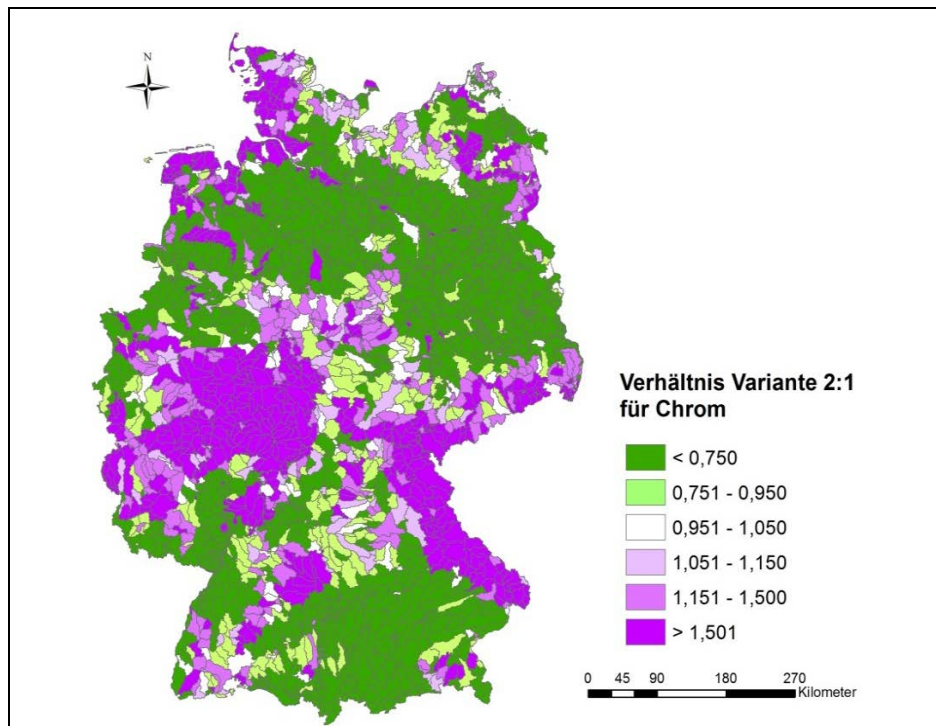 N
Verhältnis Variante 2:1
für Chrom
< 0,750
0,751 - 0,950
0,951 - 1,050
1,051 - 1,150
1,151 - 1,500
> 1,501
0 45 90 180 270
Kilometer